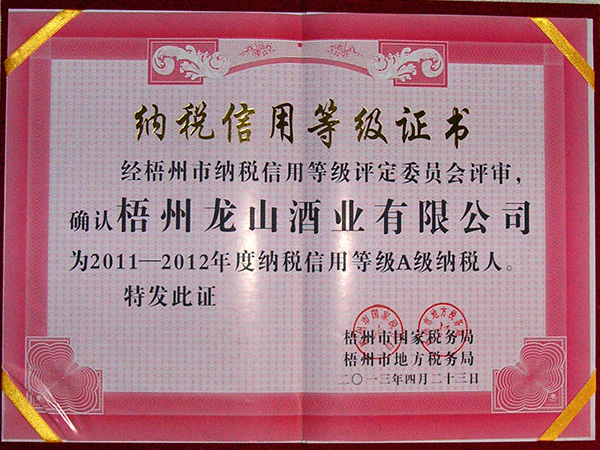 纳税信用等级证书
经梧州市纳税信用等级评定委员会评审，
确认梧州龙山酒业有限公司
为2011—2012年度纳税信用等级A级纳税人。
特发此证
梧州市国家税务局
梧州市地方税务局
二〇一三年四月二十三日